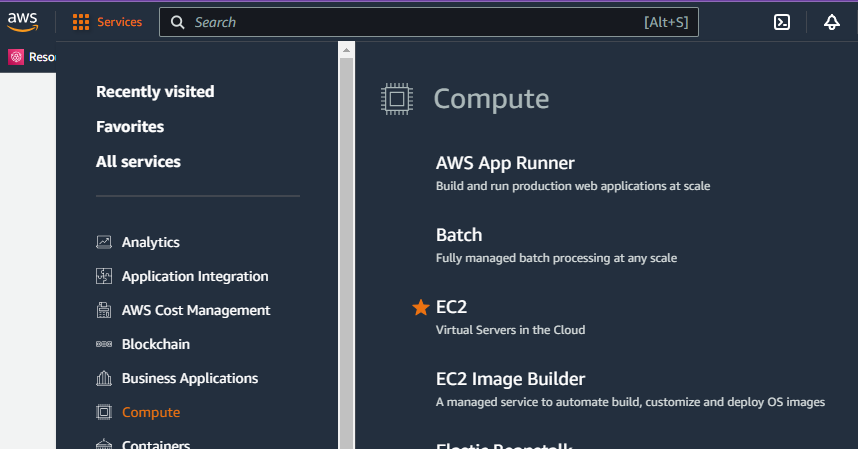 aws
Services
Search
[Alt+S]
Resou
Recently visited
Favorites
All services
Analytics
Application Integration
AWS Cost Management
Blockchain
Business Applications
Compute
Containers
Compute
AWS App Runner
Build and run production web applications at scale
Batch
Fully managed batch processing at any scale
EC2
Virtual Servers in the Cloud
EC2 Image Builder
A managed service to automate build, customize and deploy OS images
Elastic Beanstalk